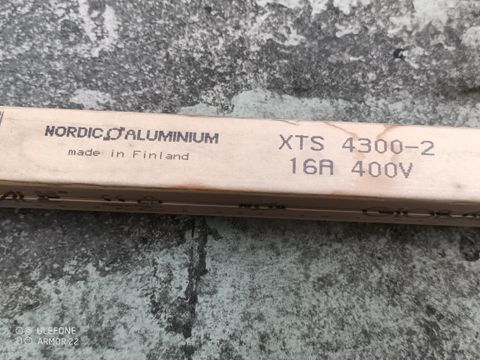 NORDIC ALUMINIUM
made in Finland
XTS 4300-2
16A 400V
ULEFONE
ARMOR 22